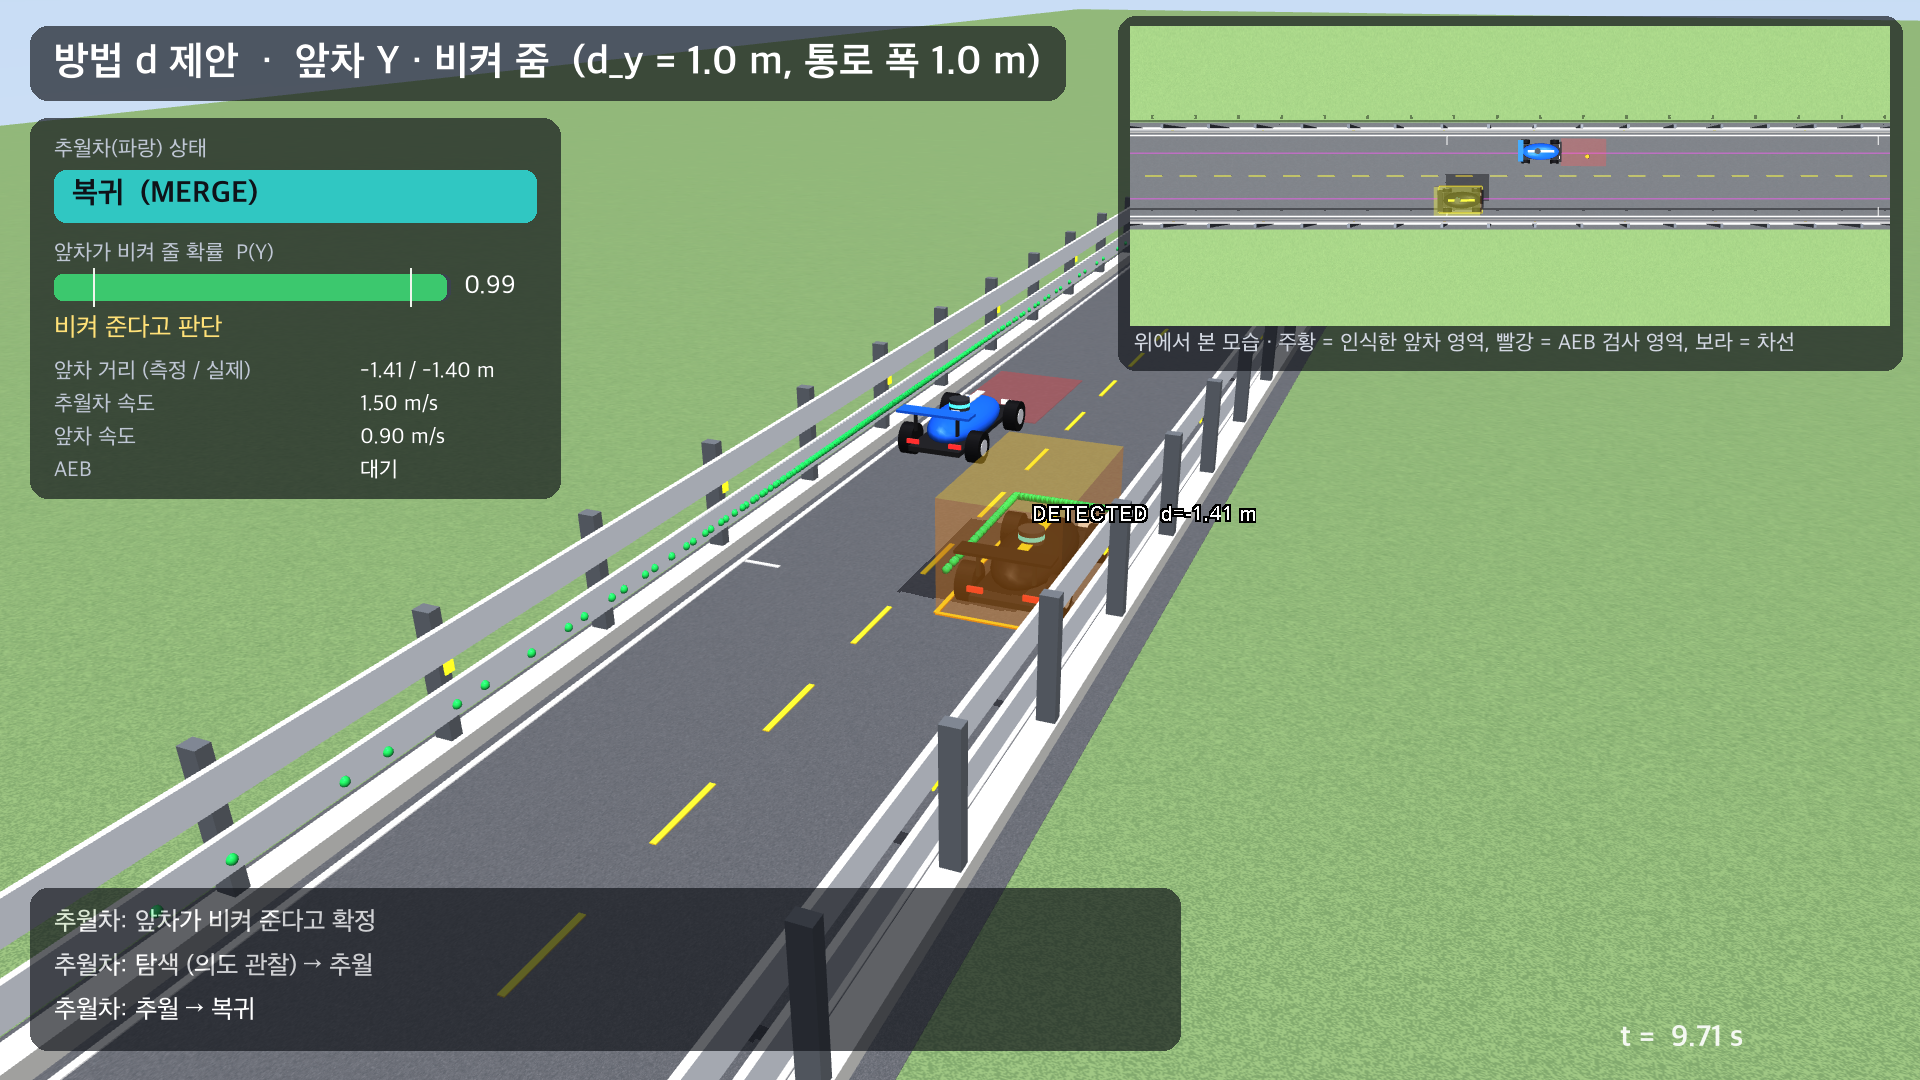 방법 d 제안 · 앞차 Y · 비켜 줌 (d_y = 1.0 m, 통로 폭 1.0 m)
추월차(파랑) 상태
복귀 (MERGE)
앞차가 비켜 줄 확률 P(Y)
0.99
비켜 준다고 판단
앞차 거리 (측정 / 실제) -1.41 / -1.40 m
추월차 속도 1.50 m/s
앞차 속도 0.90 m/s
AEB 대기
위에서 본 모습 · 주황 = 인식한 앞차 영역, 빨강 = AEB 검사 영역, 보라 = 차선
DETECTED d=-1.41 m
추월차: 앞차가 비켜 준다고 확정
추월차: 탐색 (의도 관찰) → 추월
추월차: 추월 → 복귀
t = 9.71 s